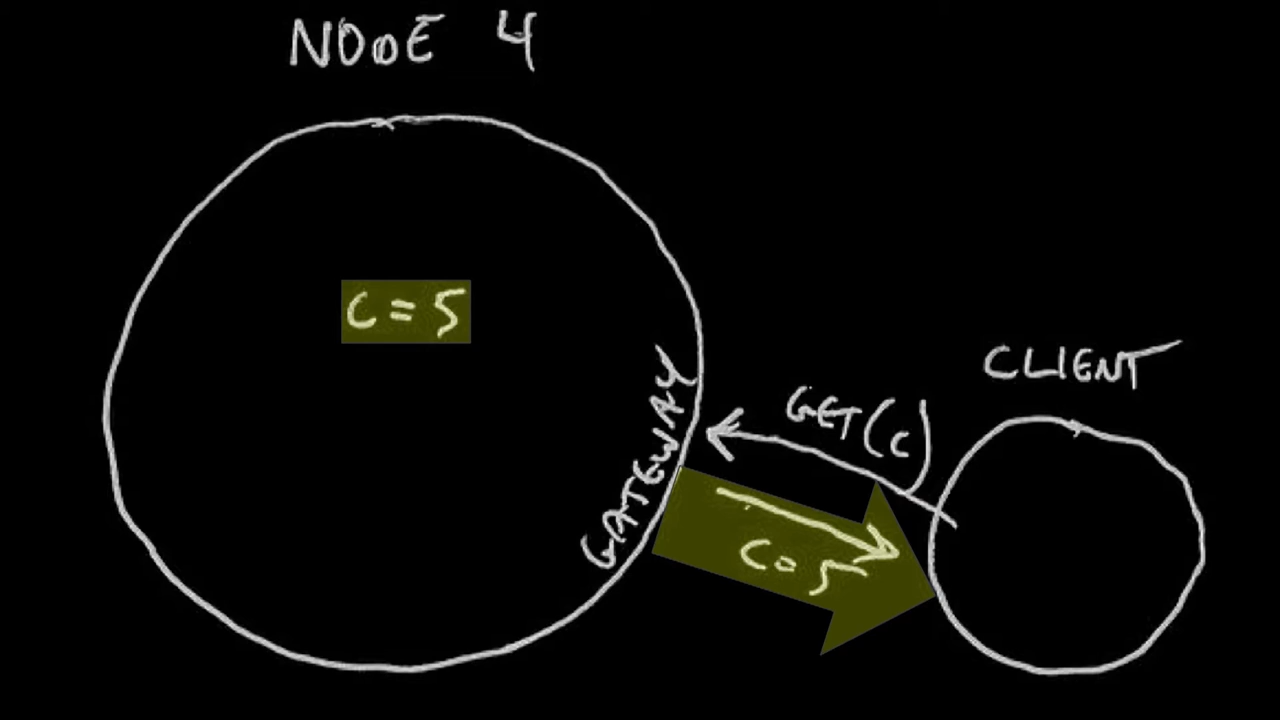 NODE 4
C = 5
CLIENT
GET(C)
GATEWAY
C = 5